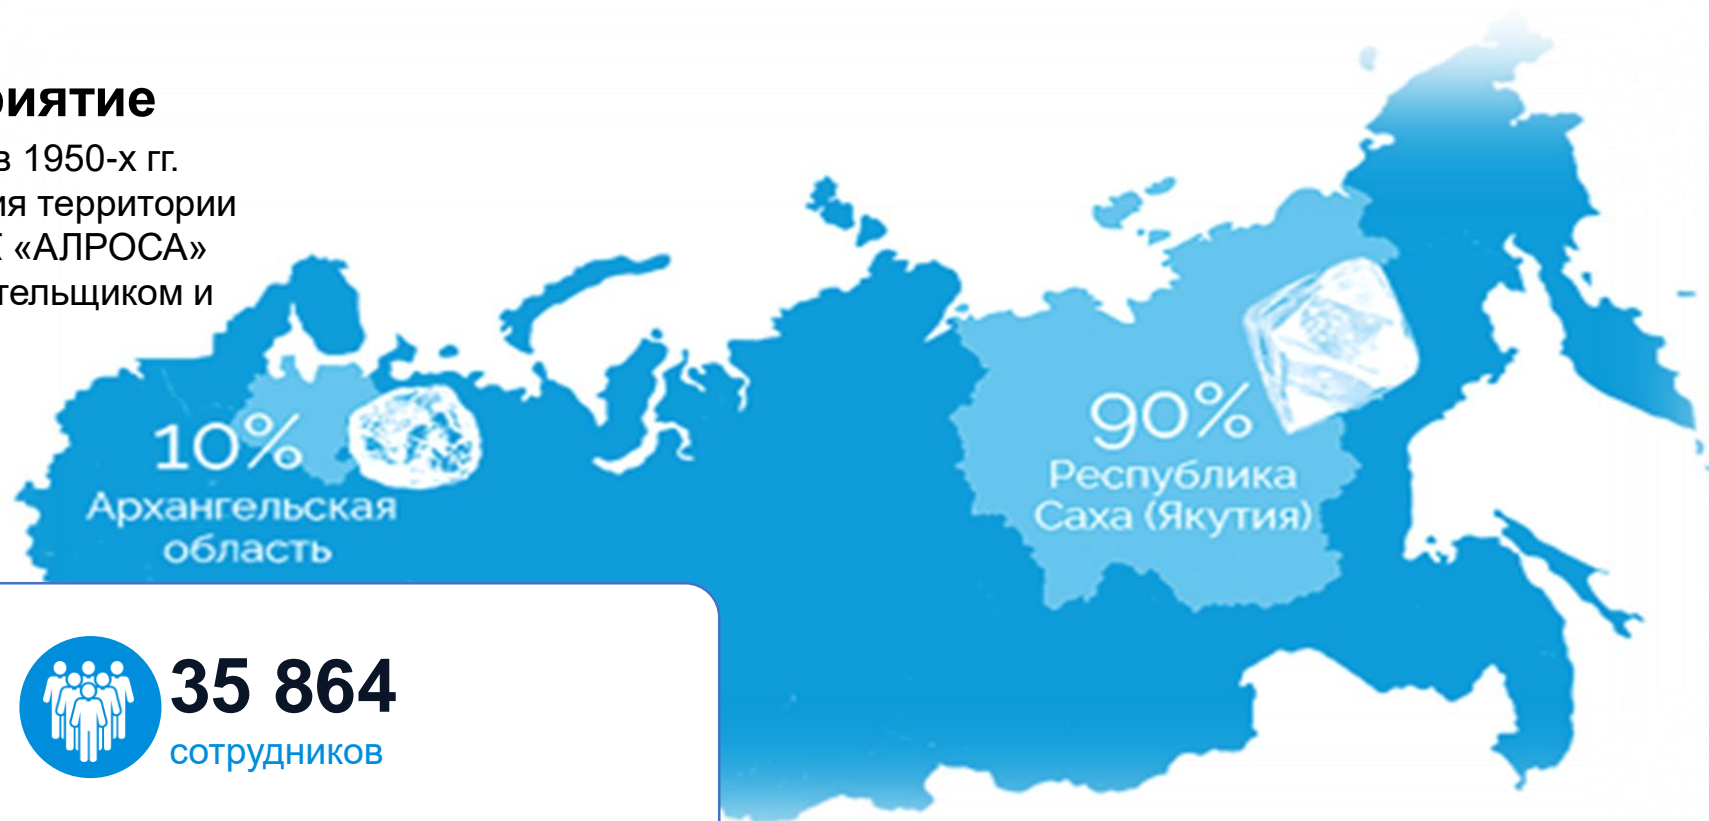 риятие
в 1950-х гг.
ия территории
К «АЛРОСА»
тельщиком и
10%
Архангельская
область
90%
Республика
Саха (Якутия)
35 864
сотрудников